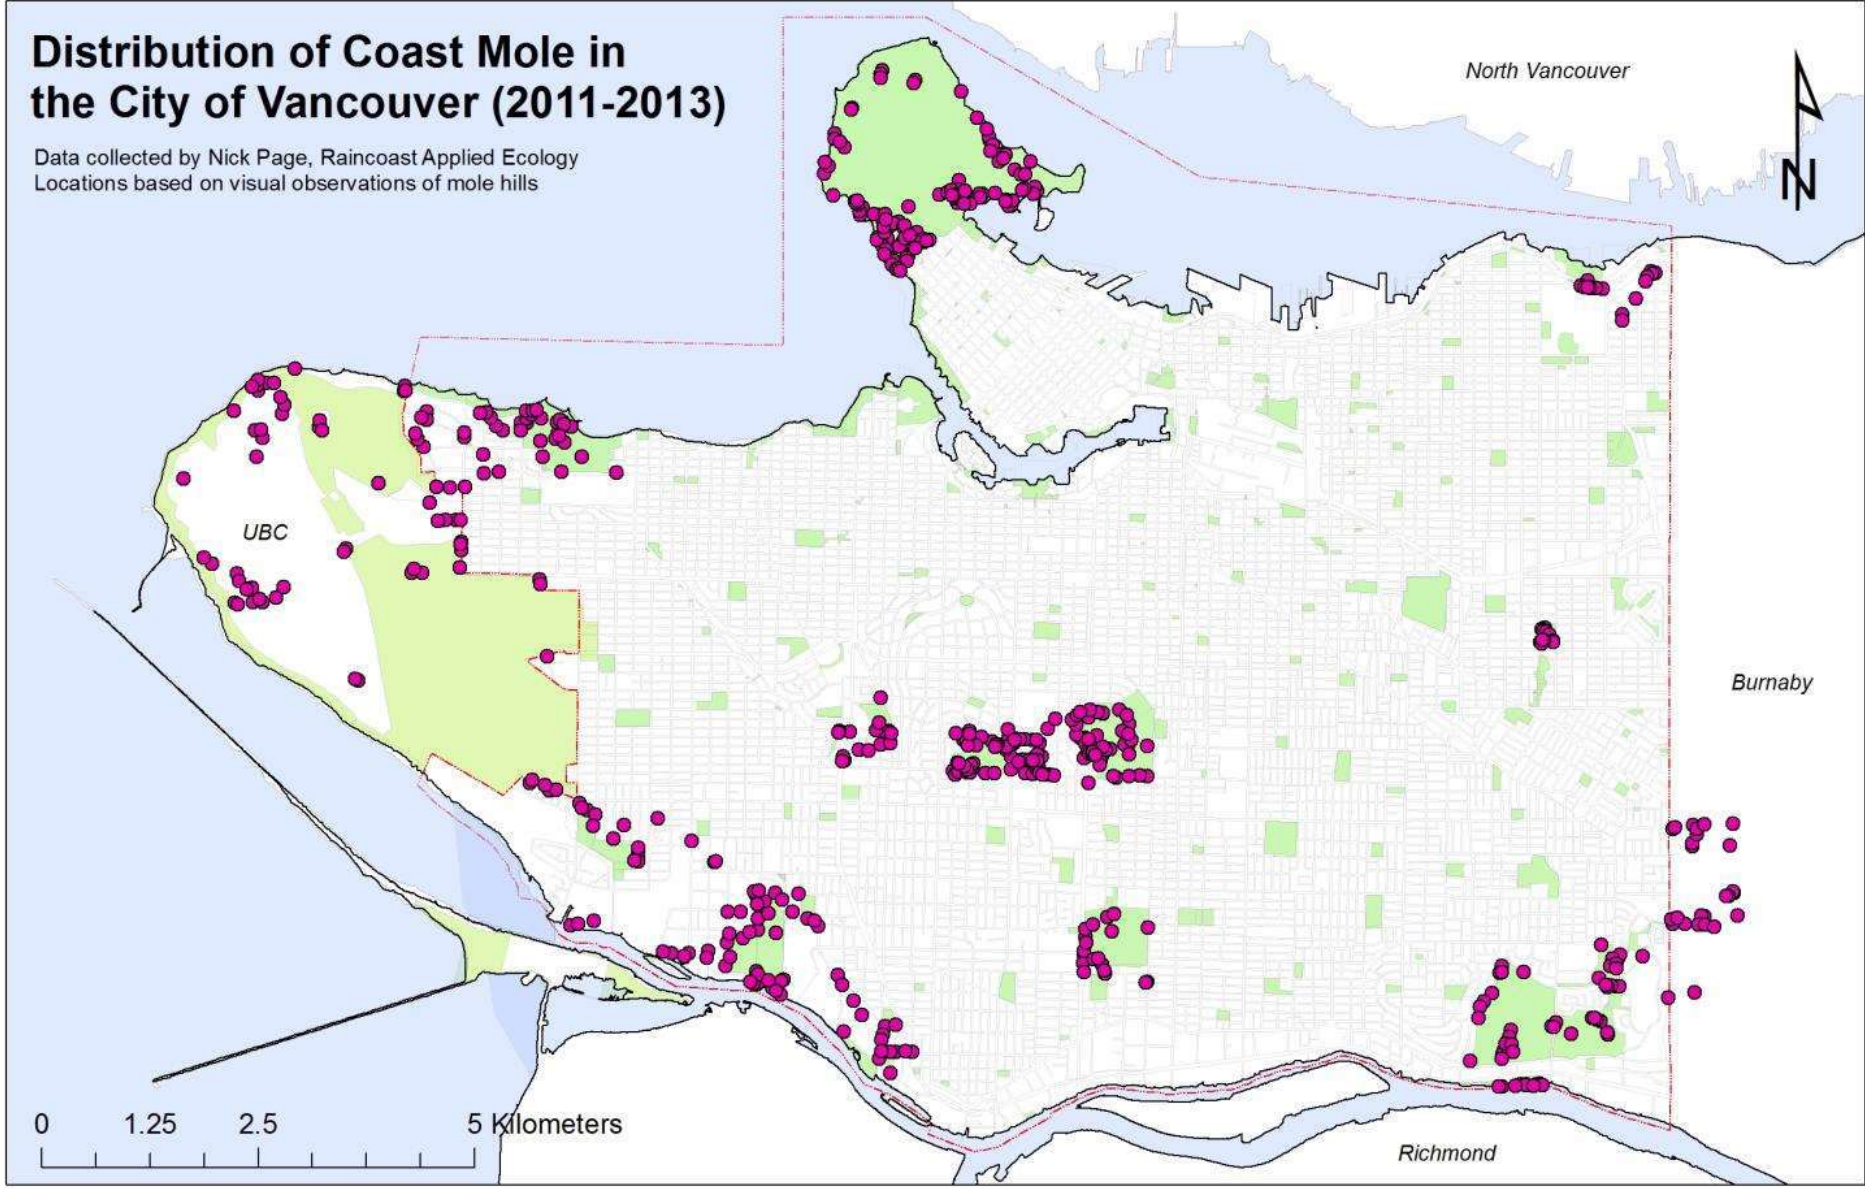 Distribution of Coast Mole in
the City of Vancouver (2011-2013)
Data collected by Nick Page, Raincoast Applied Ecology
Locations based on visual observations of mole hills
North Vancouver
N
UBC
Burnaby
0 1.25 2.5 5 Kilometers
Richmond